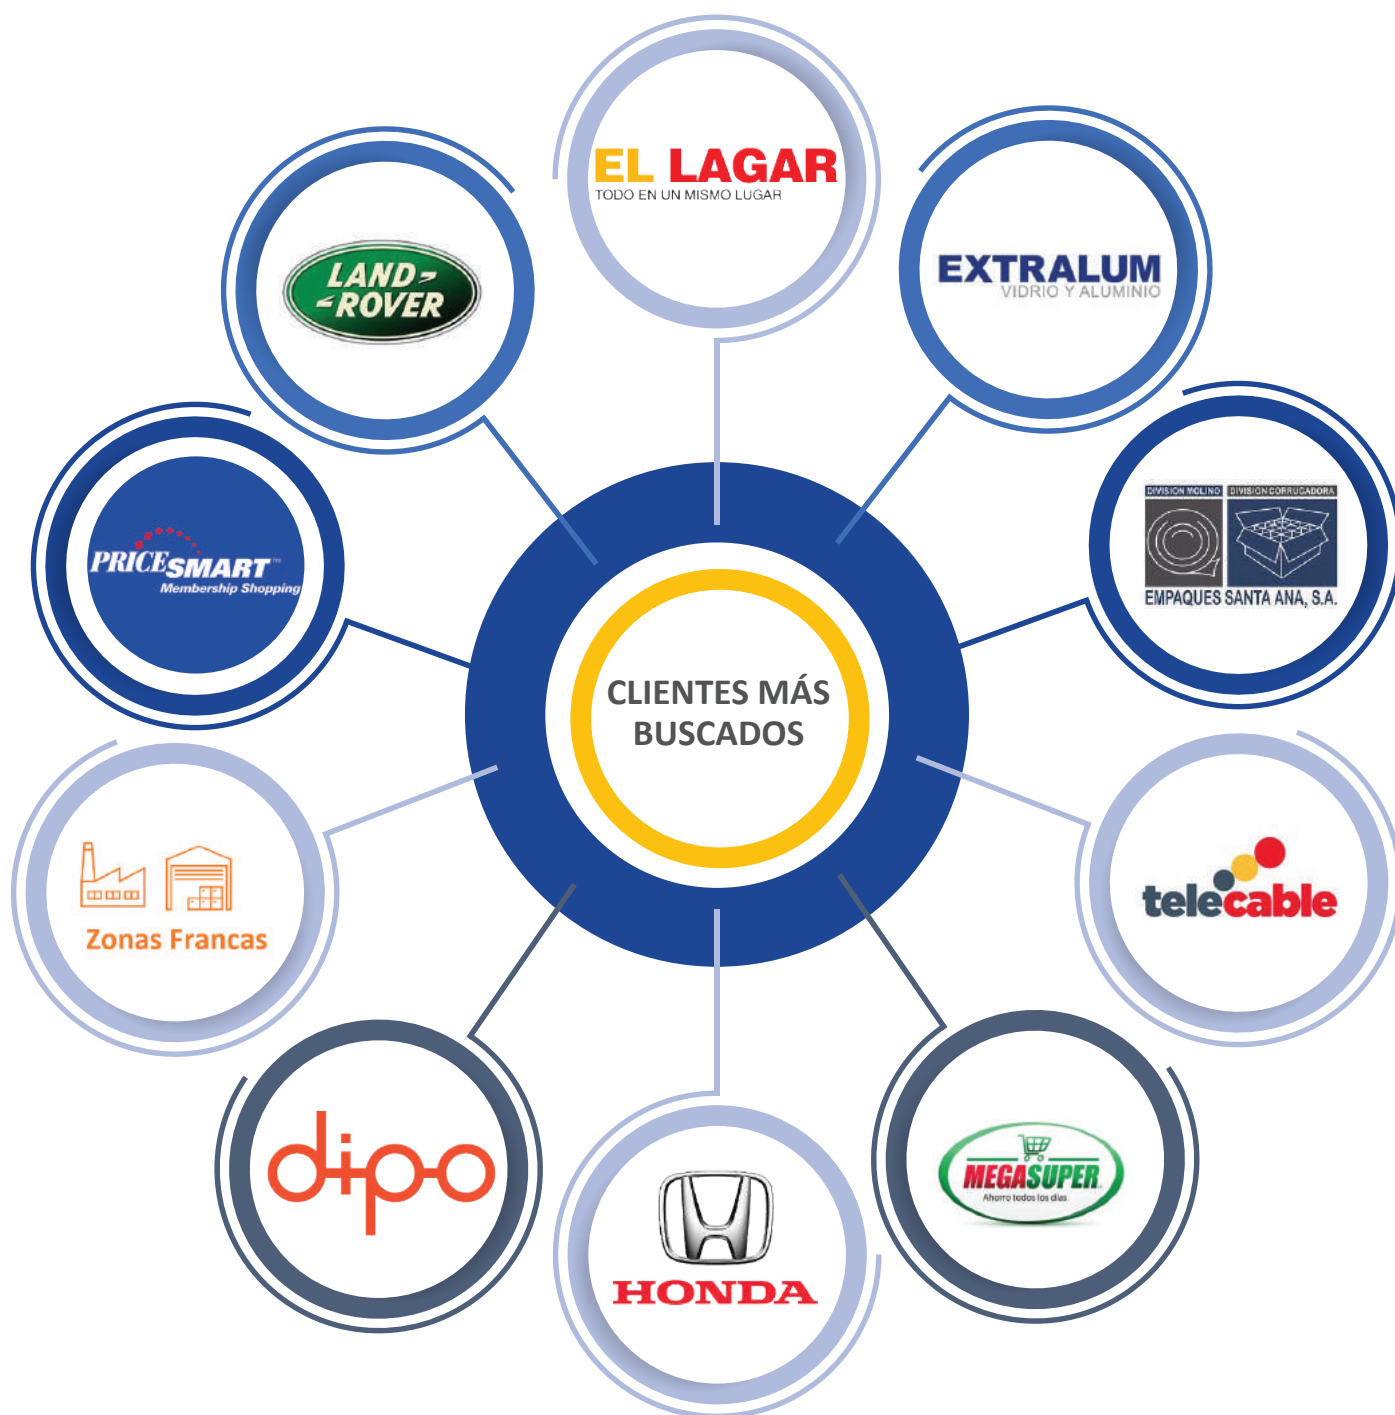 EL LAGAR
TODO EN UN MISMO LUGAR
EXTRALUM
VIDRIO Y ALUMINIO
DIVISION MOLINO
DIVISION CORRUGADORA
EMPAQUES SANTA ANA, S.A.
telecable
MEGASUPER
Ahorro todos los días
HONDA
dipo
Zonas Francas
PRICESMART™
Membership Shopping
LAND-
-ROVER
CLIENTES MÁS
BUSCADOS